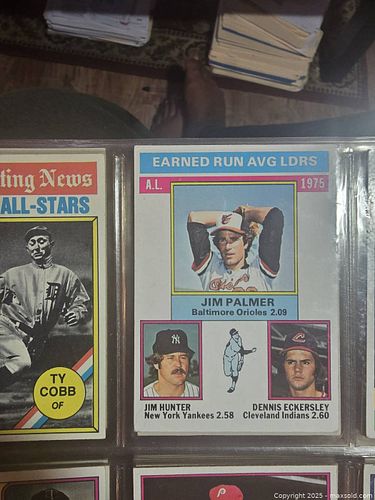 ting News
ALL-STARS
TY
COBB
OF
EARNED RUN AVG LDRS
A.L. 1975
Orioles
JIM PALMER
Baltimore Orioles 2.09
JIM HUNTER
New York Yankees 2.58
DENNIS ECKERSLEY
Cleveland Indians 2.60
Copyright 2025 - maxsold.com